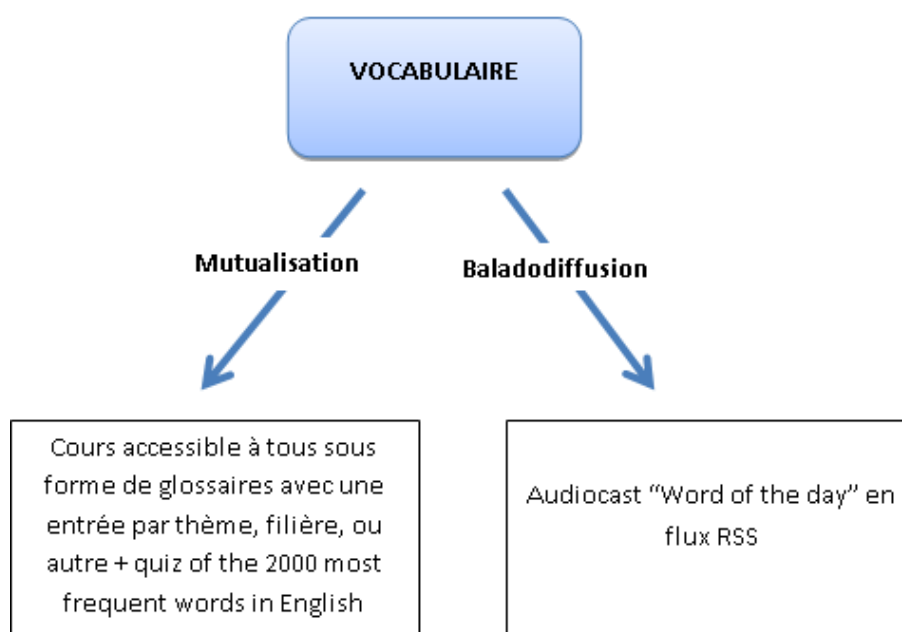 VOCABULAIRE
Mutualisation
Baladodiffusion
Cours accessible à tous sous
forme de glossaires avec une
entrée par thème, filière, ou
autre + quiz of the 2000 most
frequent words in English
Audiocast “Word of the day” en
flux RSS